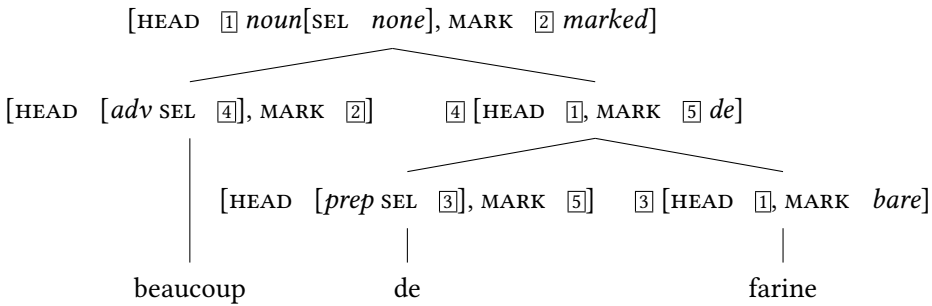 [HEAD 1 noun[SEL none], MARK 2 marked]
[HEAD [adv SEL 4], MARK 2] 4 [HEAD 1, MARK 5 de]
[HEAD [prep SEL 3], MARK 5] 3 [HEAD 1, MARK bare]
beaucoup de farine